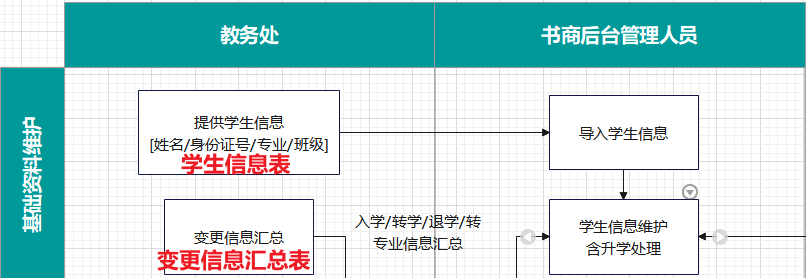 教务处
书商后台管理人员
基础资料维护
提供学生信息
[姓名/身份证号/专业/班级]
学生信息表
导入学生信息
变更信息汇总
变更信息汇总表
入学/转学/退学/转
专业信息汇总
学生信息维护
含升学处理